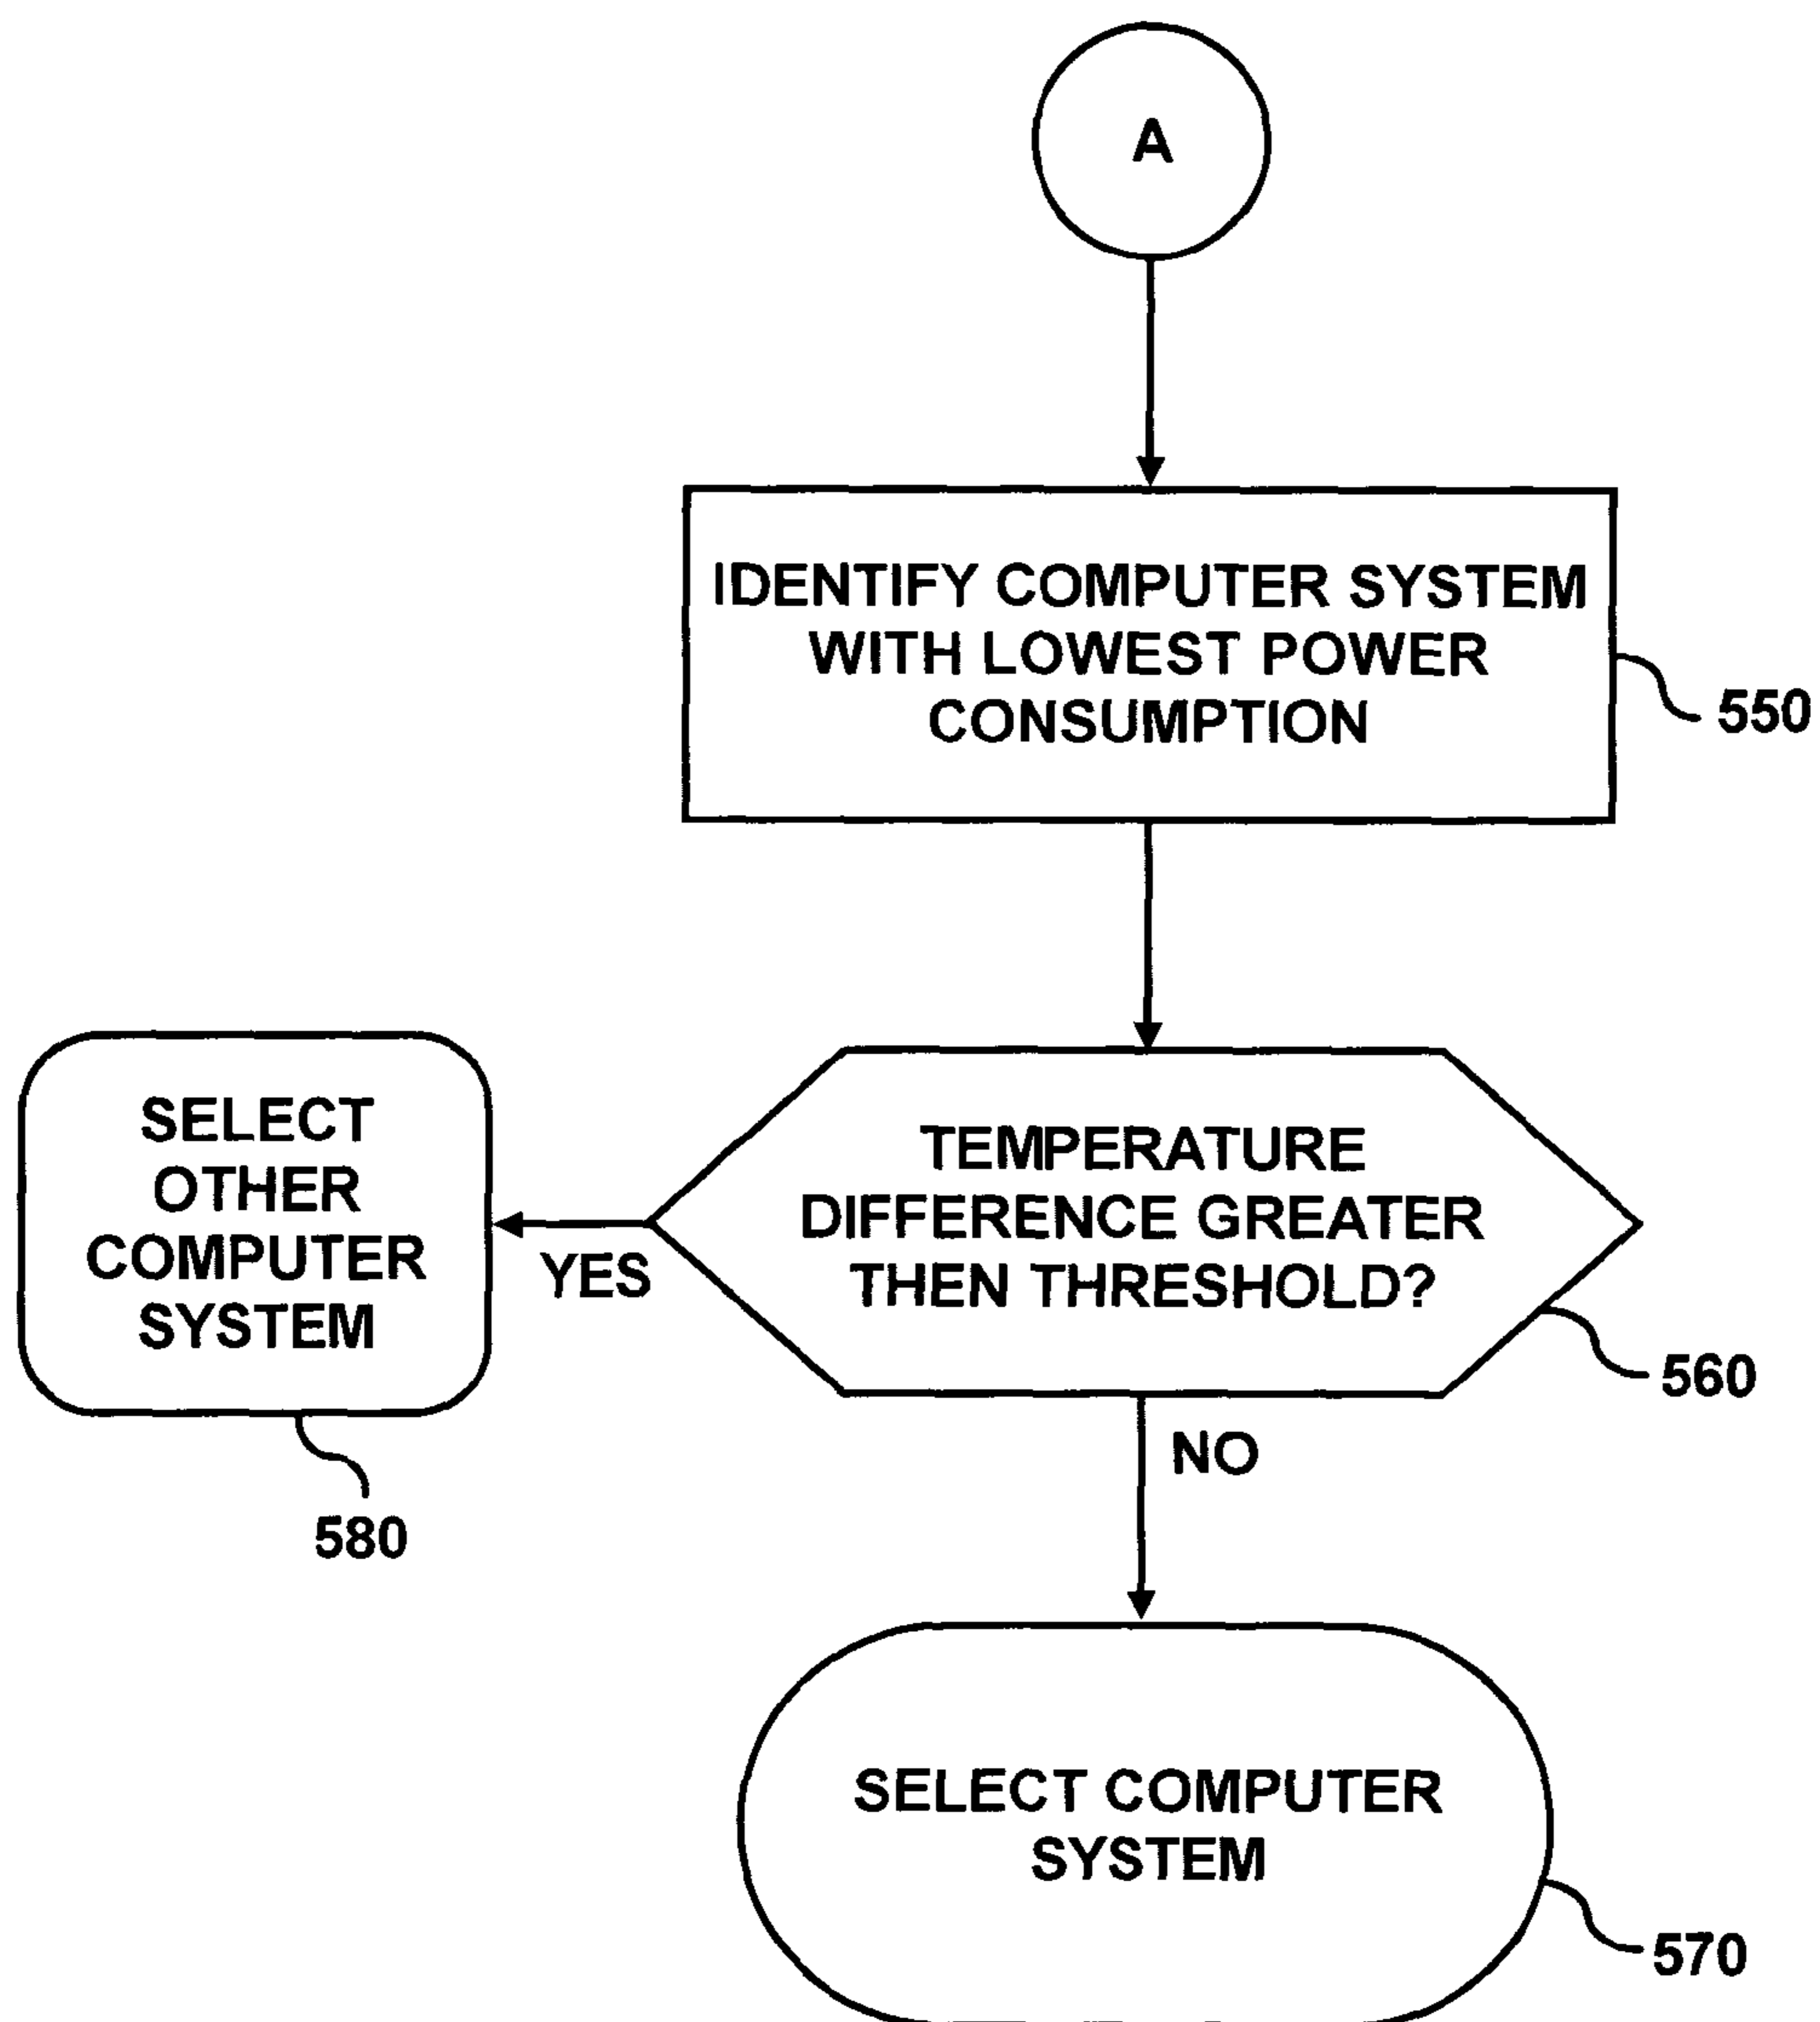 A
IDENTIFY COMPUTER SYSTEM
WITH LOWEST POWER
CONSUMPTION
550
TEMPERATURE
DIFFERENCE GREATER
THEN THRESHOLD?
560
YES
SELECT
OTHER
COMPUTER
SYSTEM
580
NO
SELECT COMPUTER
SYSTEM
570